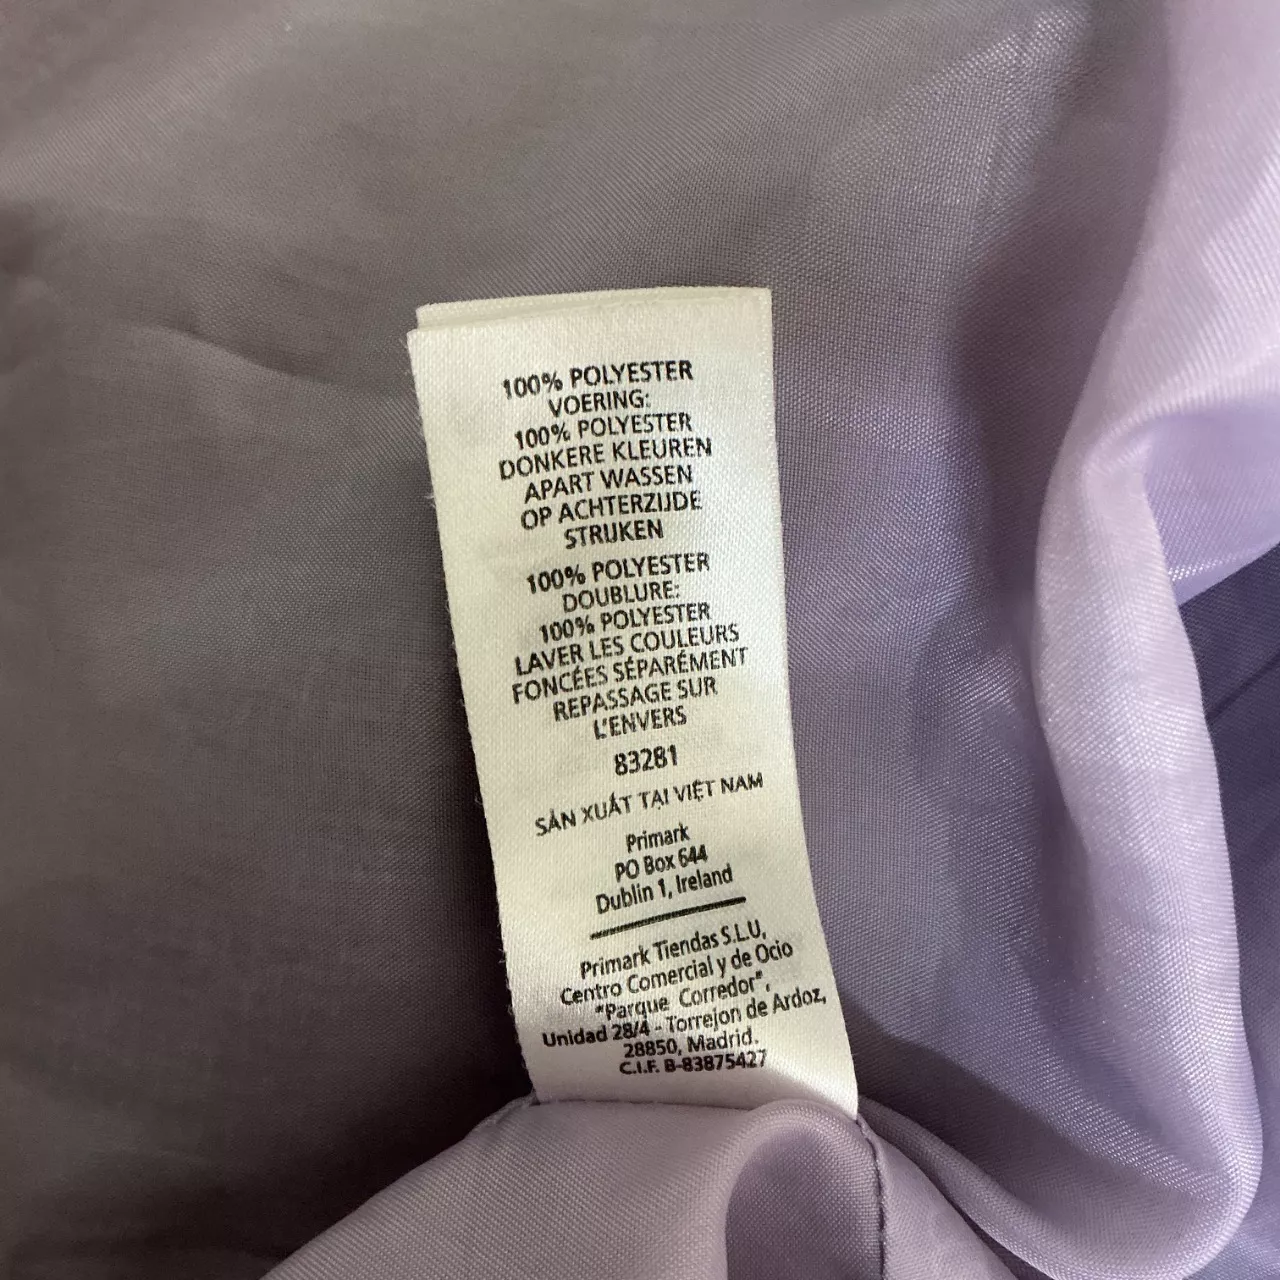 100% POLYESTER
VOERING:
100% POLYESTER
DONKERE KLEUREN
APART WASSEN
OP ACHTERZIJDE
STRIJKEN
100% POLYESTER
DOUBLURE:
100% POLYESTER
LAVER LES COULEURS
FONCÉES SÉPARÉMENT
REPASSAGE SUR
L'ENVERS
83281
SẢN XUẤT TẠI VIỆT NAM
Primark
PO Box 644
Dublin 1, Ireland
Primark Tiendas S.L.U.
Centro Comercial y de Ocio
"Parque Corredor",
Unidad 28/4 - Torrejon de Ardoz,
28850, Madrid.
C.I.F. B-83875427